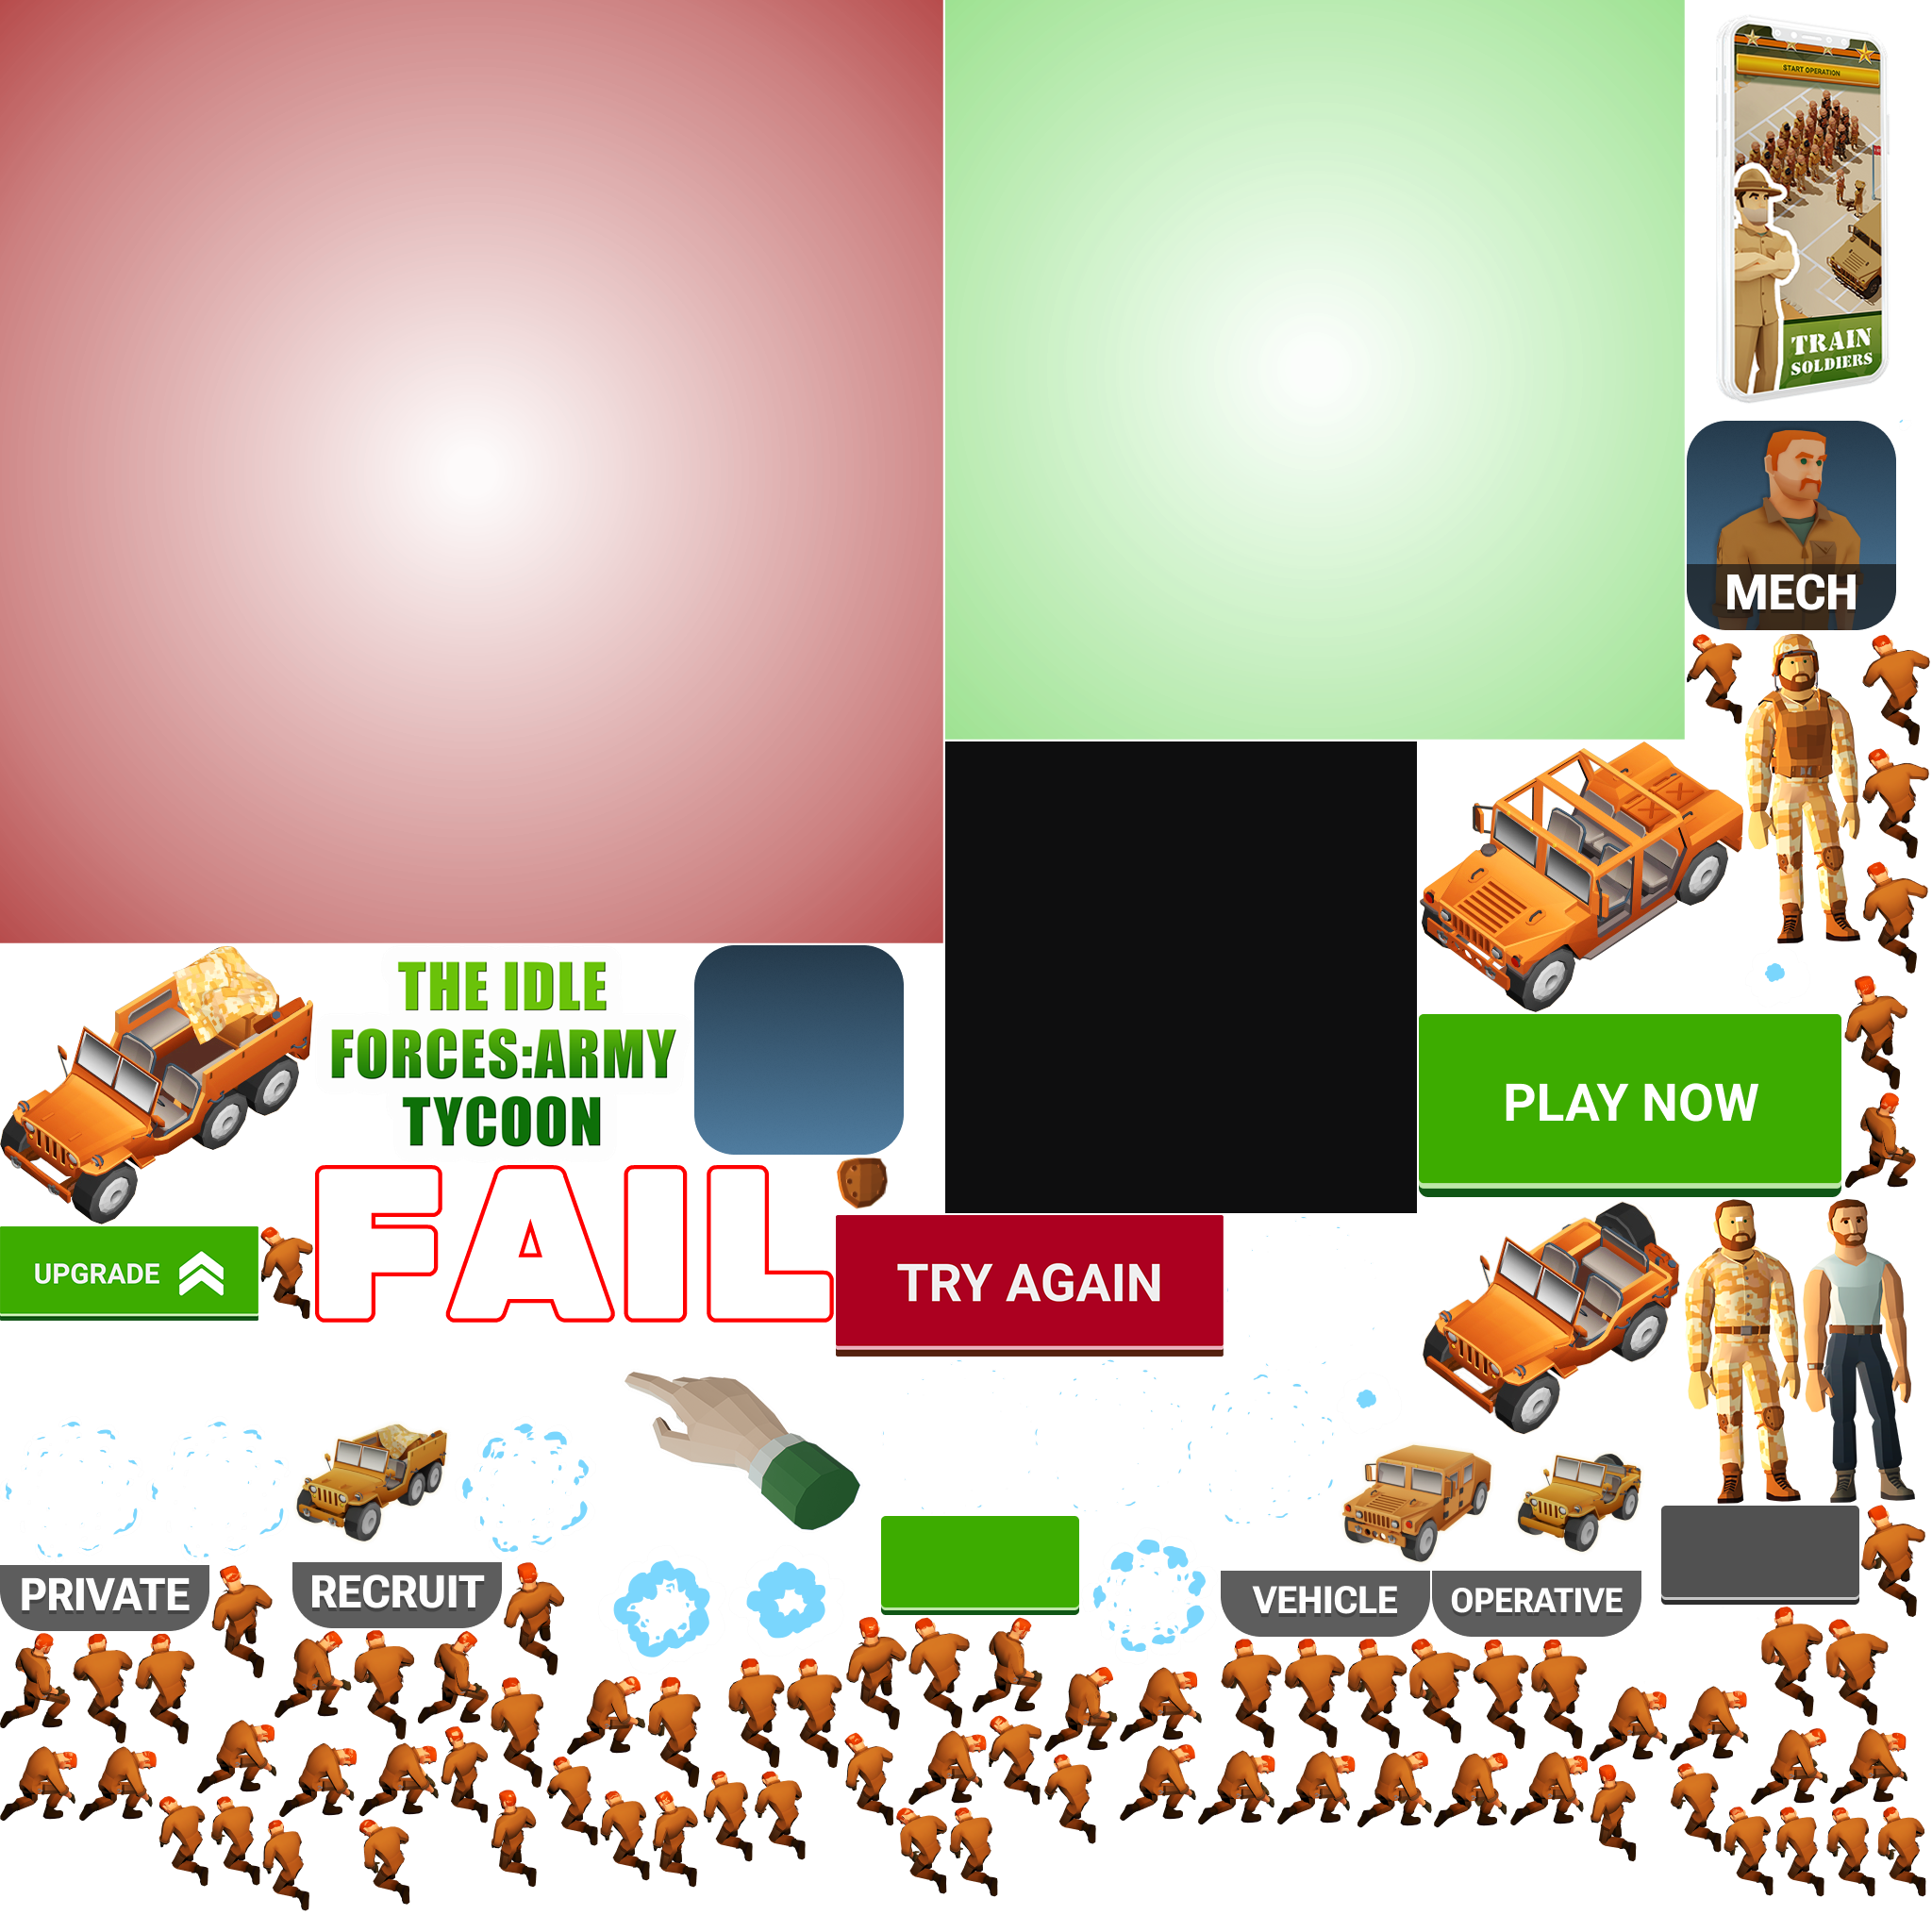 START OPERATION
TRAIN
SOLDIERS
MECH
THE IDLE
FORCES:ARMY
TYCOON
PLAY NOW
FAIL
UPGRADE
TRY AGAIN
PRIVATE
RECRUIT
VEHICLE
OPERATIVE